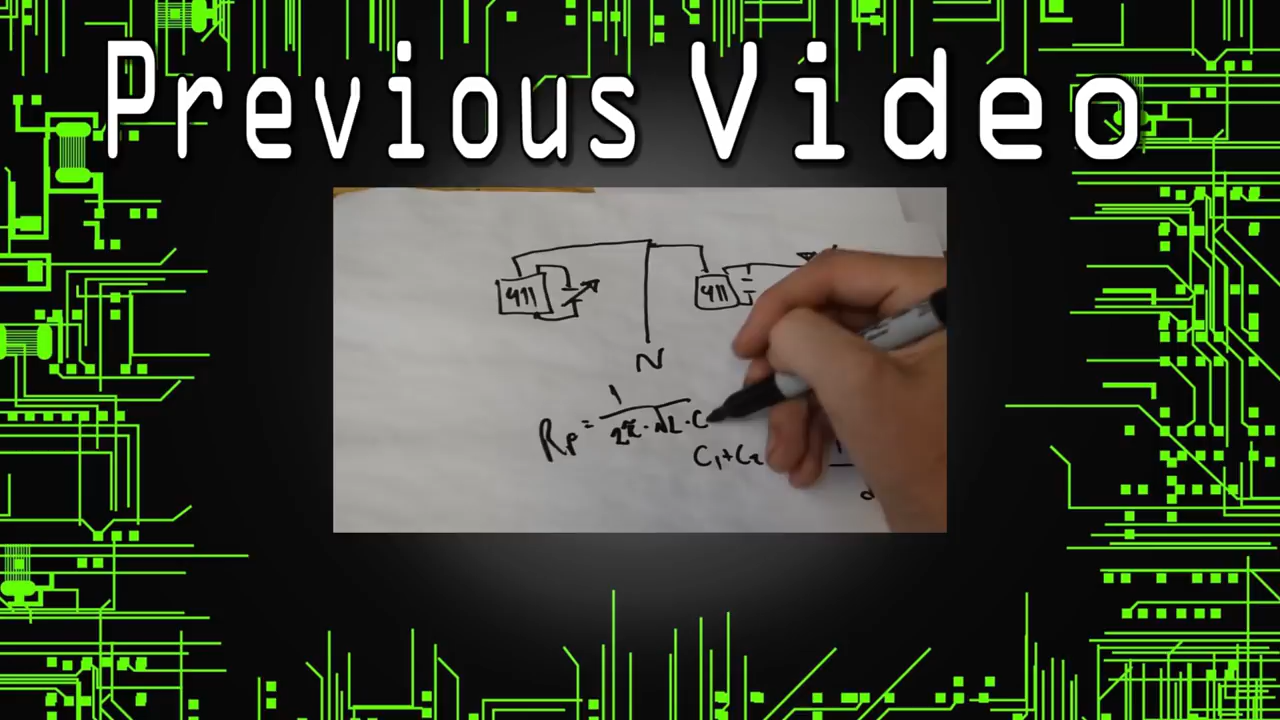 Previous Video
411 411
N
Rp = 1
2π · √L · C
C₁+C₂